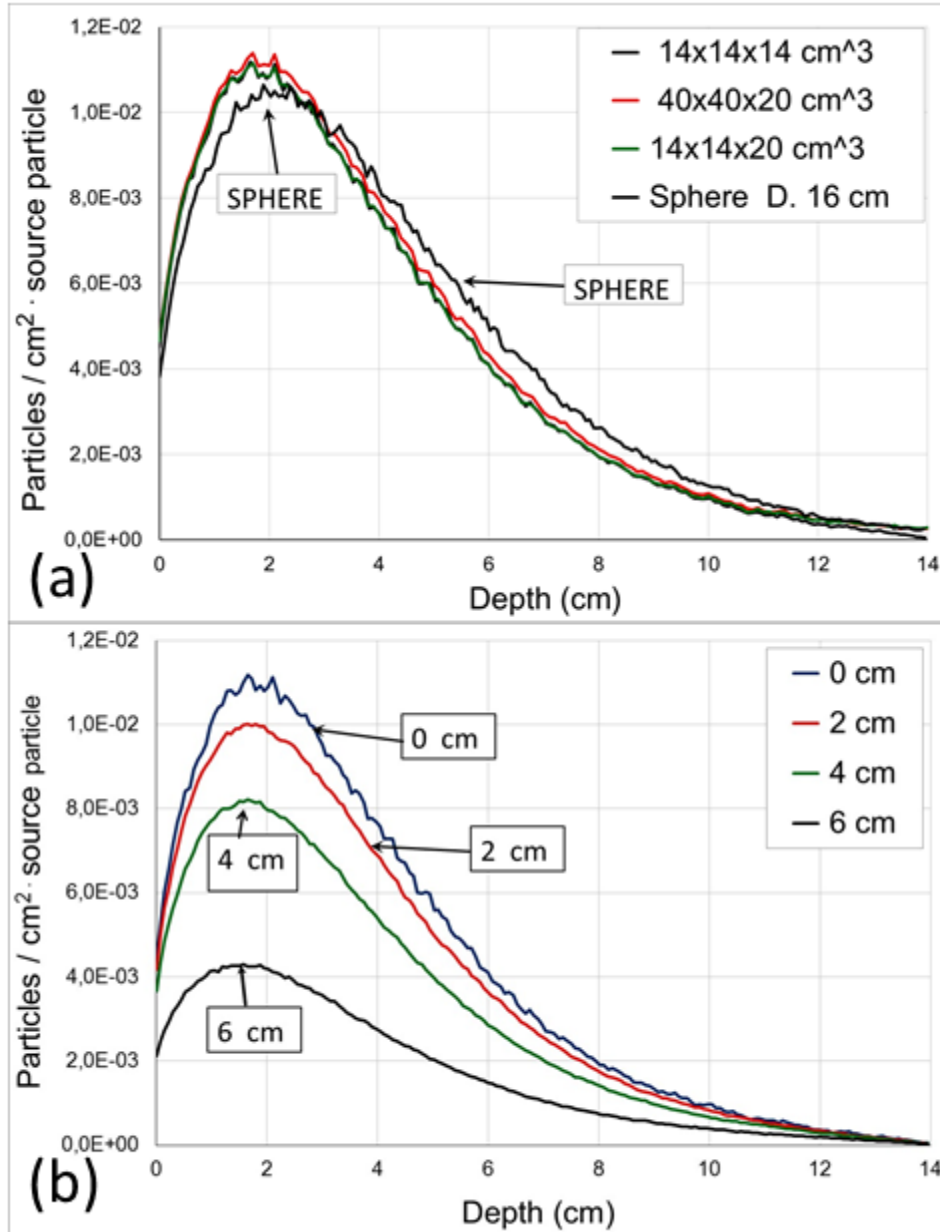 1,2E-02
1,0E-02
8,0E-03
6,0E-03
4,0E-03
2,0E-03
0,0E+00
Particles / cm² · source particle
14x14x14 cm^3
40x40x20 cm^3
14x14x20 cm^3
Sphere D. 16 cm
SPHERE
SPHERE
0 2 4 6 8 10 12 14
Depth (cm)
(a)
1,2E-02
1,0E-02
8,0E-03
6,0E-03
4,0E-03
2,0E-03
0,0E+00
Particles / cm² · source particle
0 cm
2 cm
4 cm
6 cm
0 cm
2 cm
4 cm
6 cm
0 2 4 6 8 10 12 14
Depth (cm)
(b)